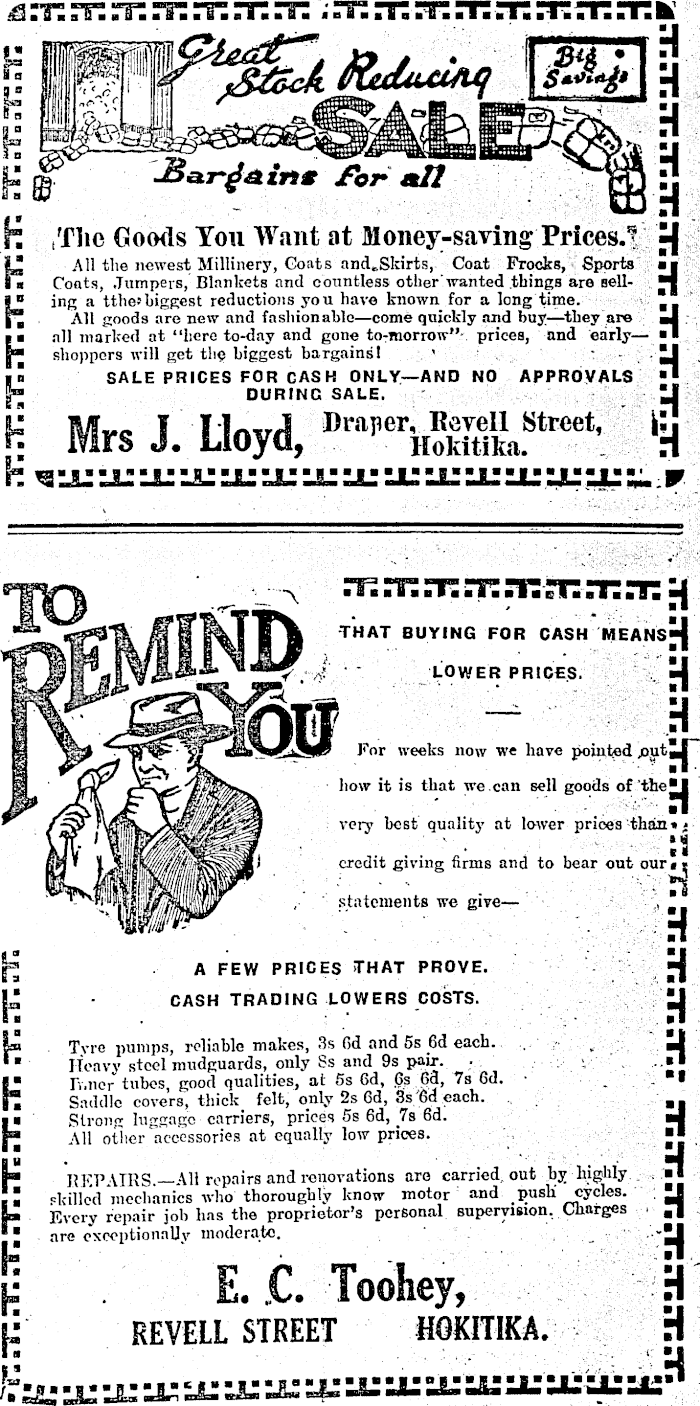 Great
Stock Reducing
SALE
Big
Savings
Bargains for all
The Goods You Want at Money-saving Prices.
All the newest Millinery, Coats and Skirts, Coat Frocks, Sports
Coats, Jumpers, Blankets and countless other wanted things are sell-
ing a tthe biggest reductions you have known for a long time.
All goods are new and fashionable—come quickly and buy—they are
all marked at "here to-day and gone to-morrow" prices, and early—
shoppers will get the biggest bargains!
SALE PRICES FOR CASH ONLY—AND NO APPROVALS
DURING SALE.
Mrs J. Lloyd, Draper, Revell Street,
Hokitika.
TO
REMIND
YOU
THAT BUYING FOR CASH MEANS
LOWER PRICES.
For weeks now we have pointed out
how it is that we can sell goods of the
very best quality at lower prices than
credit giving firms and to bear out our
statements we give—
A FEW PRICES THAT PROVE.
CASH TRADING LOWERS COSTS.
Tyre pumps, reliable makes, 3s 6d and 5s 6d each.
Heavy steel mudguards, only 8s and 9s pair.
Inner tubes, good qualities, at 5s 6d, 6s 6d, 7s 6d.
Saddle covers, thick felt, only 2s 6d, 3s 6d each.
Strong luggage carriers, prices 5s 6d, 7s 6d.
All other accessories at equally low prices.
REPAIRS.—All repairs and renovations are carried out by highly
skilled mechanics who thoroughly know motor and push cycles.
Every repair job has the proprietor's personal supervision. Charges
are exceptionally moderate.
E. C. Toohey,
REVELL STREET HOKITIKA.